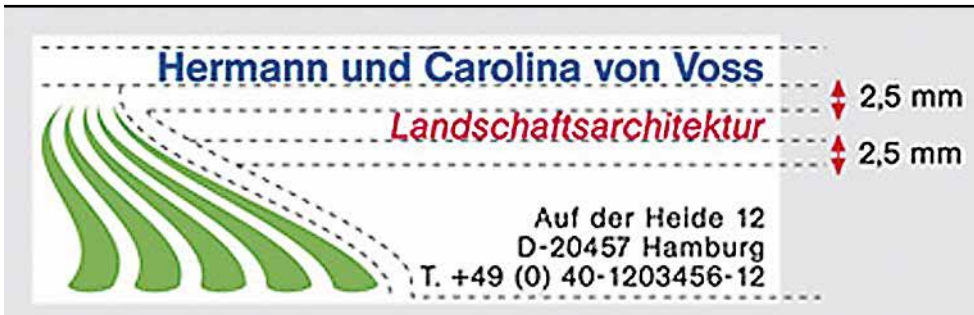 Hermann und Carolina von Voss
2,5 mm
Landschaftsarchitektur
2,5 mm
Auf der Heide 12
D-20457 Hamburg
T. +49 (0) 40-1203456-12